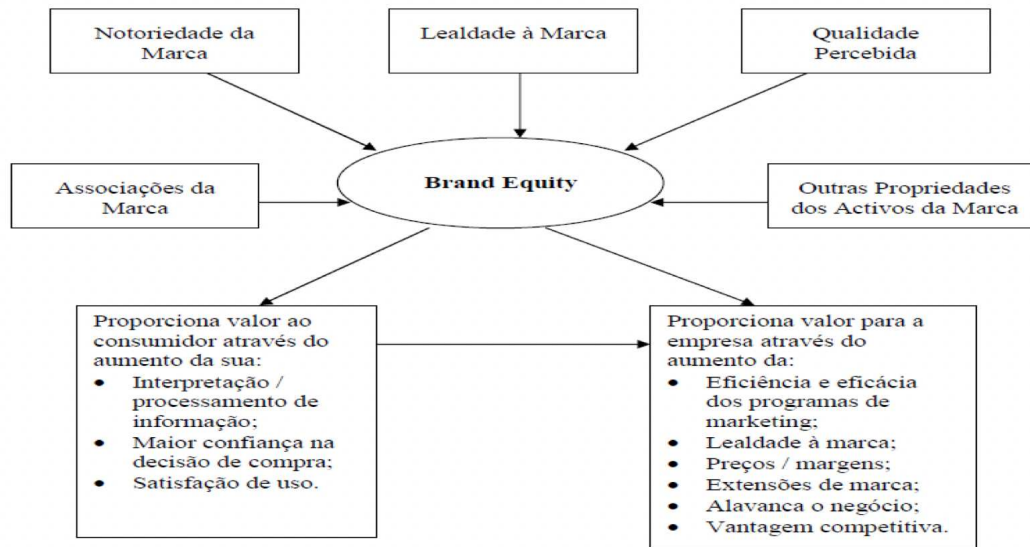 Notoriedade da
Marca
Lealdade à
Marca
Qualidade
Percebida
Associações da
Marca
Brand Equity
Outras Propriedades
dos Activos da Marca
Proporciona valor ao
consumidor através do
aumento da sua:
• Interpretação /
processamento de
informação;
• Maior confiança na
decisão de compra;
• Satisfação de uso.
Proporciona valor para a
empresa através do
aumento da:
• Eficiência e eficácia
dos programas de
marketing;
• Lealdade à marca;
• Preços / margens;
• Extensões de marca;
• Alavanca o negócio;
• Vantagem competitiva.